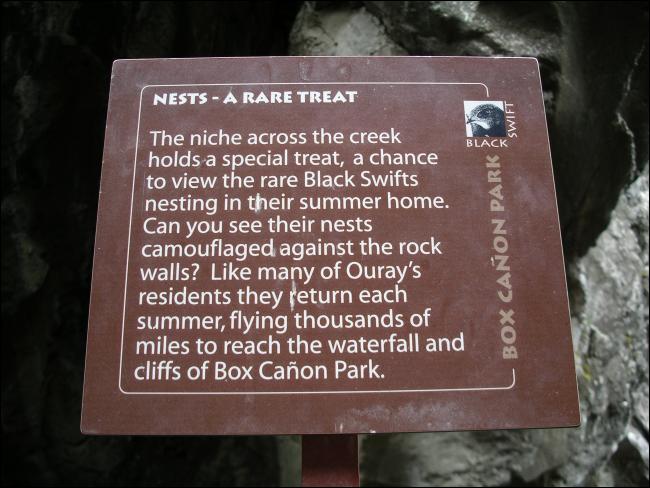 NESTS - A RARE TREAT
The niche across the creek
holds a special treat, a chance
to view the rare Black Swifts
nesting in their summer home.
Can you see their nests
camouflaged against the rock
walls? Like many of Ouray's
residents they return each
summer, flying thousands of
miles to reach the waterfall and
cliffs of Box Cañon Park.
BLACK
SWIFT
BOX CAÑON PARK